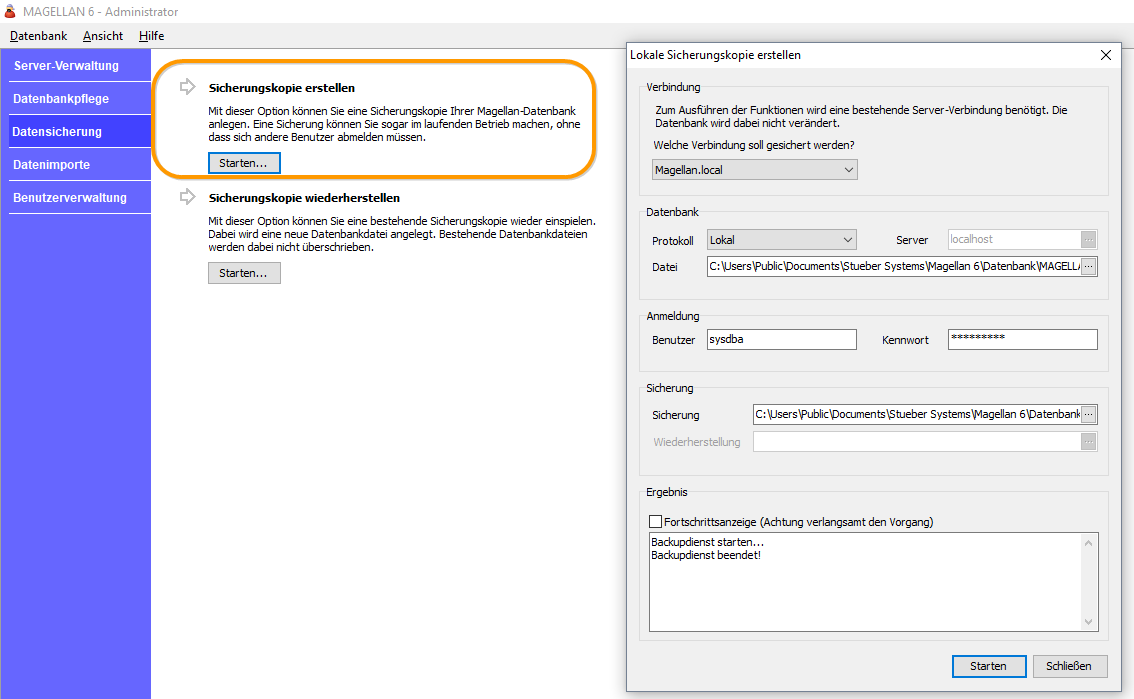 MAGELLAN 6 - Administrator
Datenbank Ansicht Hilfe
Server-Verwaltung
Datenbankpflege
Datensicherung
Datenimporte
Benutzerverwaltung
Sicherungskopie erstellen
Mit dieser Option können Sie eine Sicherungskopie Ihrer Magellan-Datenbank
anlegen. Eine Sicherung können Sie sogar im laufenden Betrieb machen, ohne
dass sich andere Benutzer abmelden müssen.
Starten...
Sicherungskopie wiederherstellen
Mit dieser Option können Sie eine bestehende Sicherungskopie wieder einspielen.
Dabei wird eine neue Datenbankdatei angelegt. Bestehende Datenbankdateien
werden dabei nicht überschrieben.
Starten...
Lokale Sicherungskopie erstellen
Verbindung
Zum Ausführen der Funktionen wird eine bestehende Server-Verbindung benötigt. Die
Datenbank wird dabei nicht verändert.
Welche Verbindung soll gesichert werden?
Magellan.local
Datenbank
Protokoll Lokal Server localhost ...
Datei C:\Users\Public\Documents\Stueber Systems\Magellan 6\Datenbank\MAGELLA ...
Anmeldung
Benutzer sysdba Kennwort *********
Sicherung
Sicherung C:\Users\Public\Documents\Stueber Systems\Magellan 6\Datenbank ...
Wiederherstellung ...
Ergebnis
Fortschrittsanzeige (Achtung verlangsamt den Vorgang)
Backupdienst starten...
Backupdienst beendet!
Starten Schließen